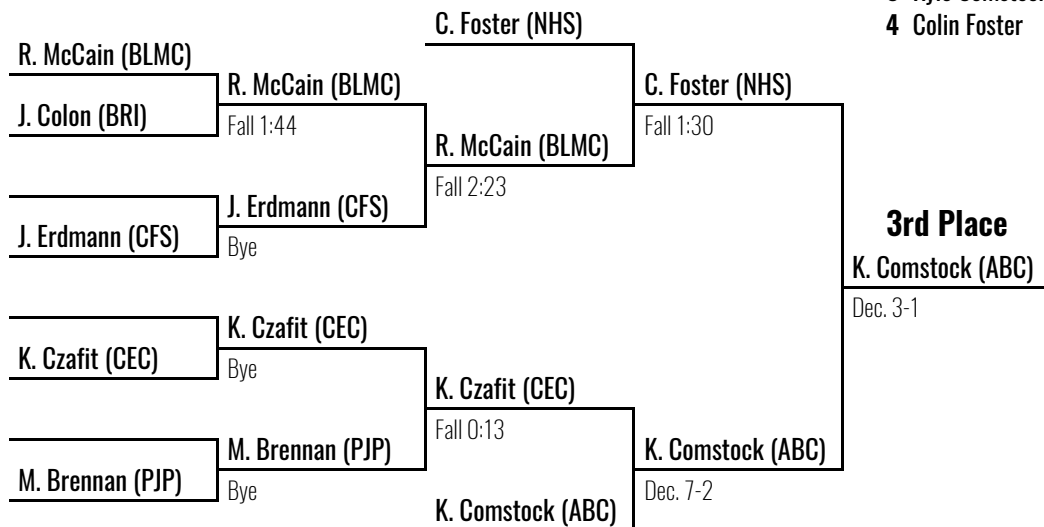 C. Foster (NHS)
4 Colin Foster
R. McCain (BLMC)
R. McCain (BLMC)
C. Foster (NHS)
J. Colon (BRI)
Fall 1:44
Fall 1:30
R. McCain (BLMC)
Fall 2:23
J. Erdmann (CFS)
3rd Place
J. Erdmann (CFS)
Bye
K. Comstock (ABC)
Dec. 3-1
K. Czafit (CEC)
K. Czafit (CEC)
Bye
K. Czafit (CEC)
Fall 0:13
M. Brennan (PJP)
K. Comstock (ABC)
M. Brennan (PJP)
Bye
Dec. 7-2
K. Comstock (ABC)